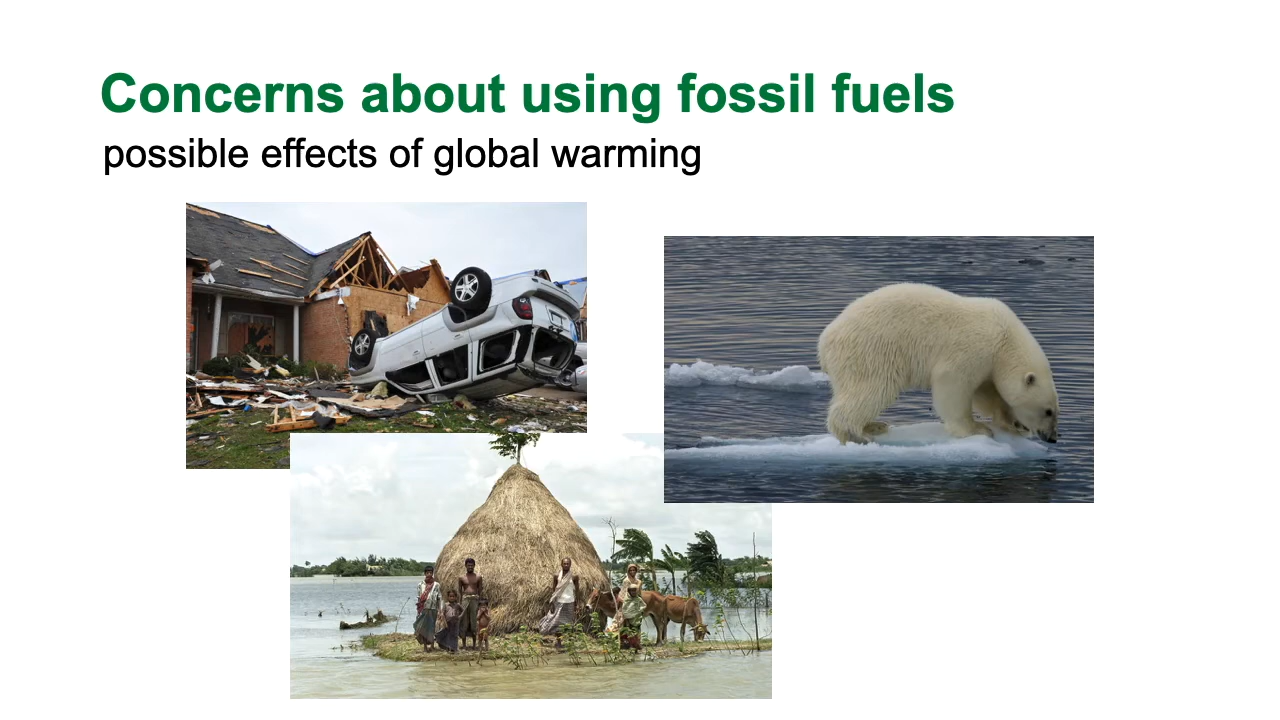 Concerns about using fossil fuels
possible effects of global warming